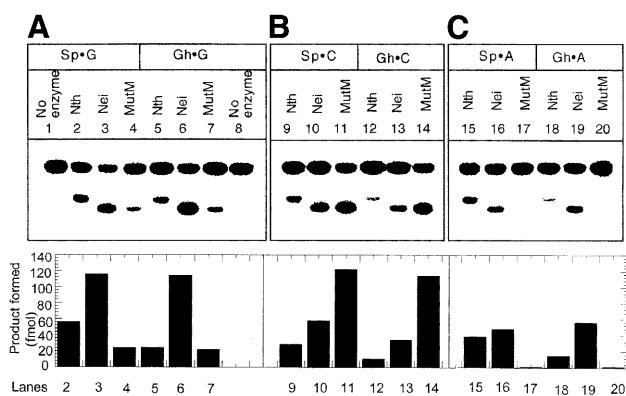 A B C
Sp•G Gh•G Sp•C Gh•C Sp•A Gh•A
No enzyme Nth Nei MutM Nth Nei MutM No enzyme Nth Nei MutM Nth Nei MutM Nth Nei MutM Nth Nei MutM
1 2 3 4 5 6 7 8 9 10 11 12 13 14 15 16 17 18 19 20
Product formed
(fmol)
140
120
100
80
60
40
20
0
Lanes 2 3 4 5 6 7 9 10 11 12 13 14 15 16 17 18 19 20